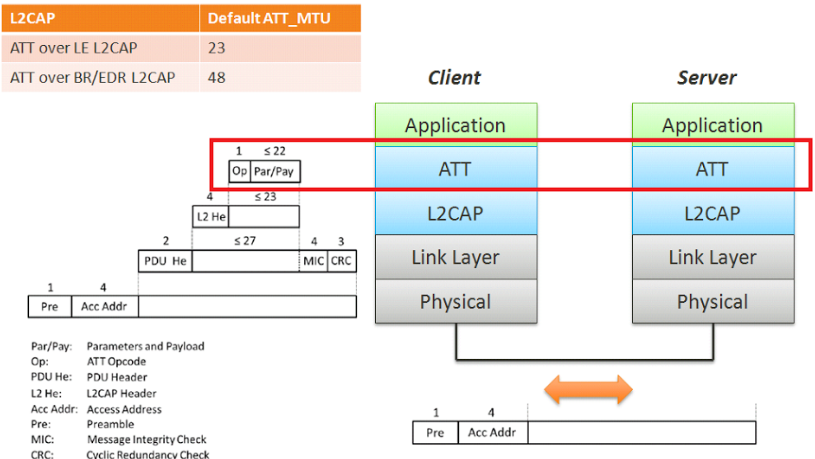 L2CAP Default ATT_MTU
ATT over LE L2CAP 23
ATT over BR/EDR L2CAP 48
Client Server
Application Application
1 ≤ 22
Op Par/Pay
ATT ATT
4 ≤ 23
L2 He
L2CAP L2CAP
2 ≤ 27 4 3
PDU He MIC CRC
Link Layer Link Layer
1 4
Pre Acc Addr
Physical Physical
Par/Pay: Parameters and Payload
Op: ATT Opcode
PDU He: PDU Header
L2 He: L2CAP Header
Acc Addr: Access Address
Pre: Preamble
MIC: Message Integrity Check
CRC: Cyclic Redundancy Check
1 4
Pre Acc Addr